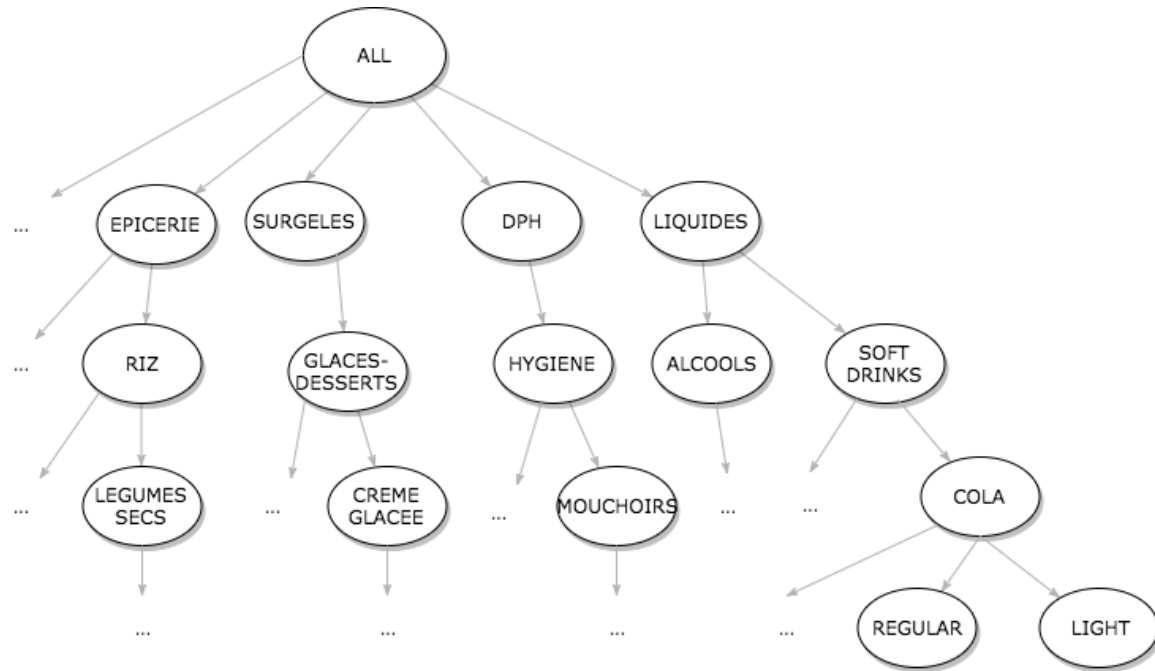 ALL
...
EPICERIE
SURGELES
DPH
LIQUIDES
...
RIZ
GLACES-
DESSERTS
HYGIENE
ALCOOLS
SOFT
DRINKS
...
LEGUMES
SECS
...
CREME
GLACEE
...
MOUCHOIRS
...
...
COLA
...
...
...
...
REGULAR
LIGHT